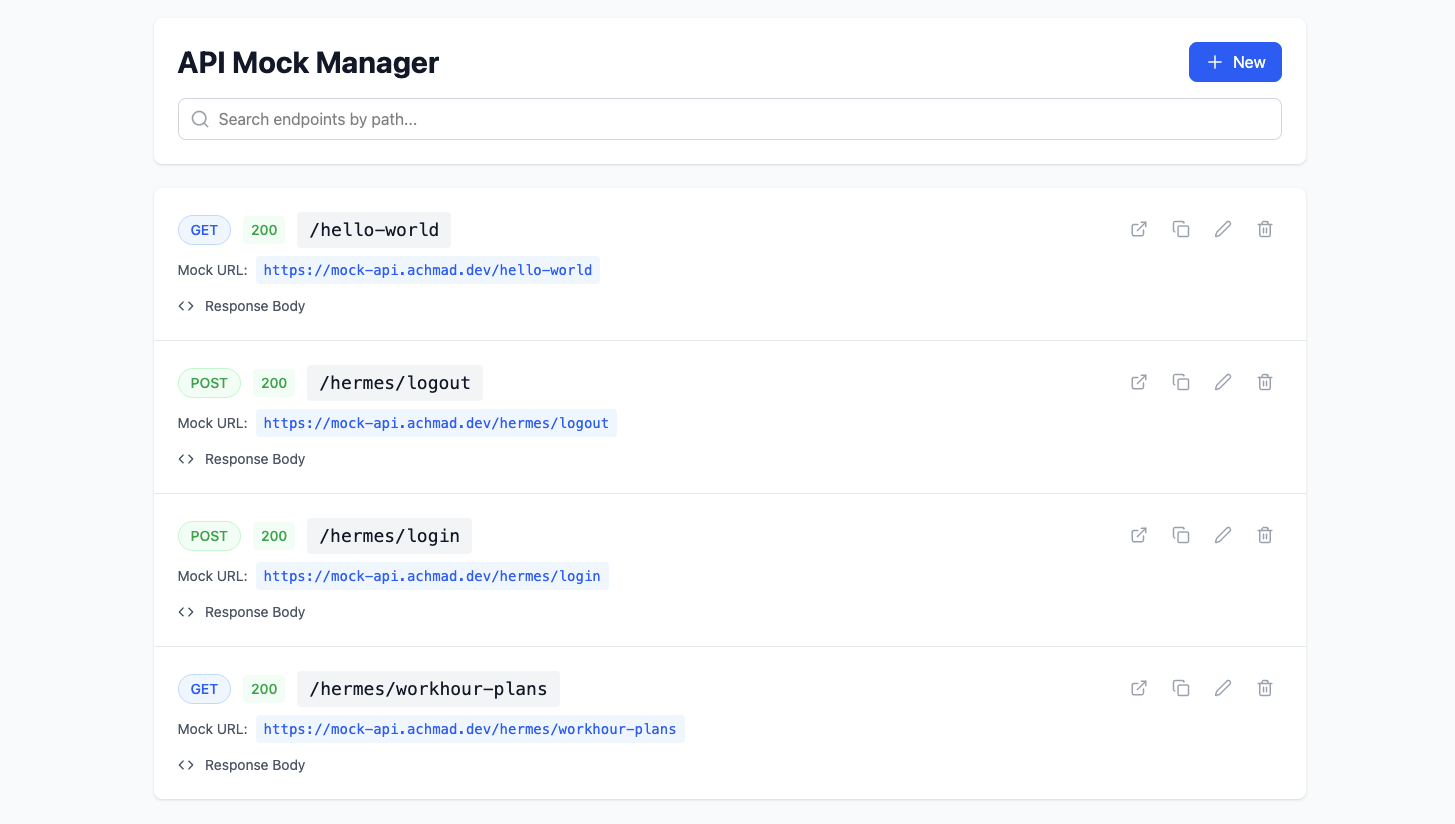 API Mock Manager
New
Search endpoints by path...
GET 200 /hello-world
Mock URL: https://mock-api.achmad.dev/hello-world
<> Response Body
POST 200 /hermes/logout
Mock URL: https://mock-api.achmad.dev/hermes/logout
<> Response Body
POST 200 /hermes/login
Mock URL: https://mock-api.achmad.dev/hermes/login
<> Response Body
GET 200 /hermes/workhour-plans
Mock URL: https://mock-api.achmad.dev/hermes/workhour-plans
<> Response Body